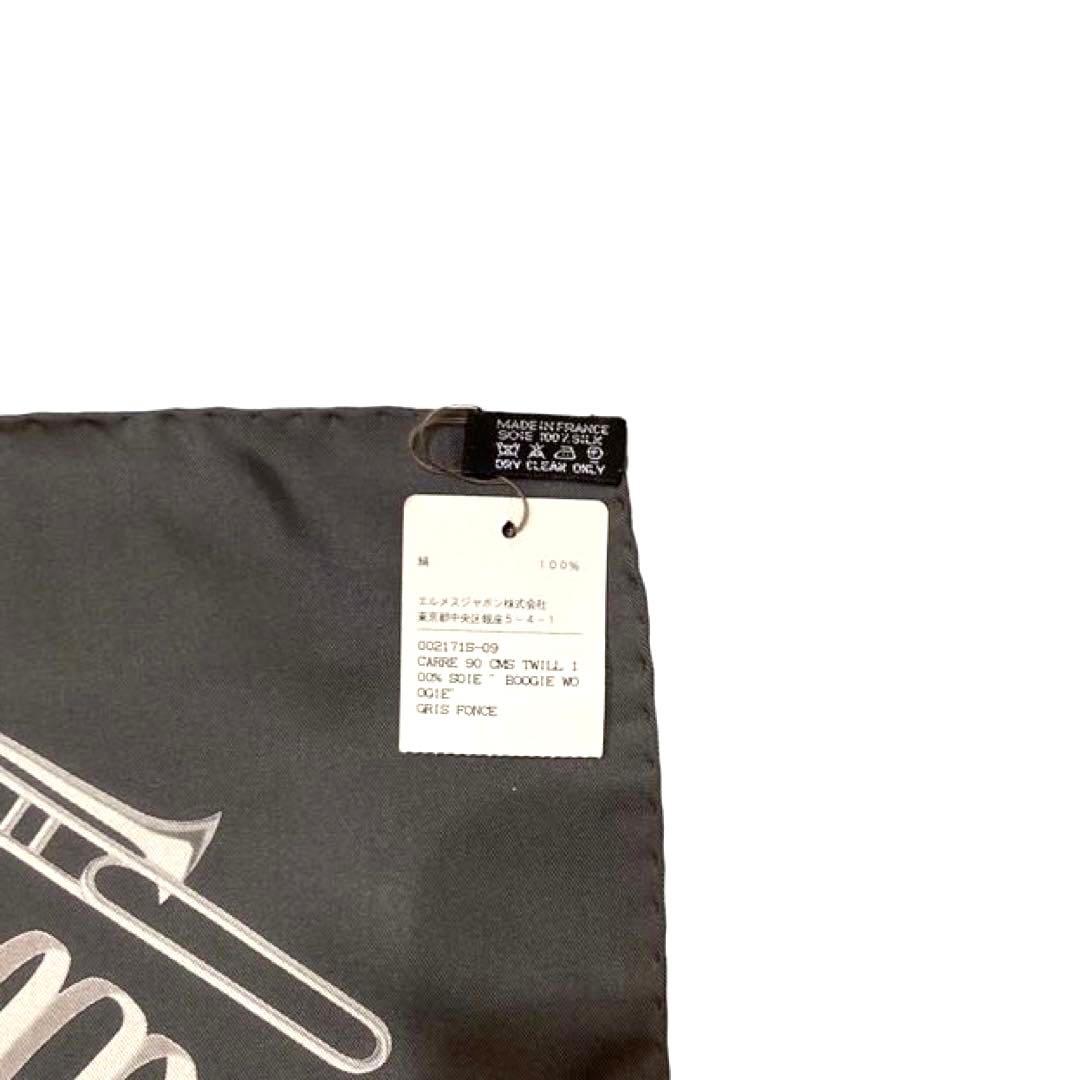 MADE IN FRANCE
SOIE 100% SILK
DRY CLEAN ONLY
絹 100%
エルメスジャポン株式会社
東京都中央区銀座5-4-1
002171S-09
CARRE 90 CMS TWILL 1
00% SOIE " BOOGIE WO
OGIE"
GRIS FONCE